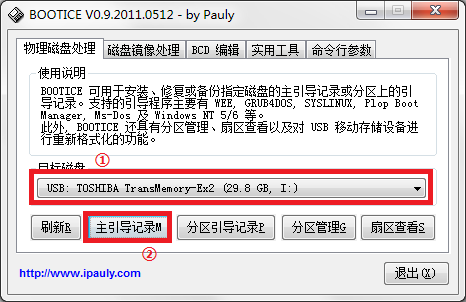 BOOTICE V0.9.2011.0512 - by Pauly
物理磁盘处理 磁盘镜像处理 BCD 编辑 实用工具 命令行参数
使用说明
BOOTICE 可用于安装、修复或备份指定磁盘的主引导记录或分区上的引
导记录。支持的引导程序主要有 WEE, GRUB4DOS, SYSLINUX, Plop Boot
Manager, Ms-Dos 及 Windows NT 5/6 等。
此外, BOOTICE 还具有分区管理、扇区查看以及对 USB 移动存储设备进
行重新格式化的功能。
①
目标磁盘
USB: TOSHIBA TransMemory-Ex2 (29.8 GB, I:)
刷新R 主引导记录M 分区引导记录P 分区管理G 扇区查看S
②
http://www.ipauly.com 退出(X)